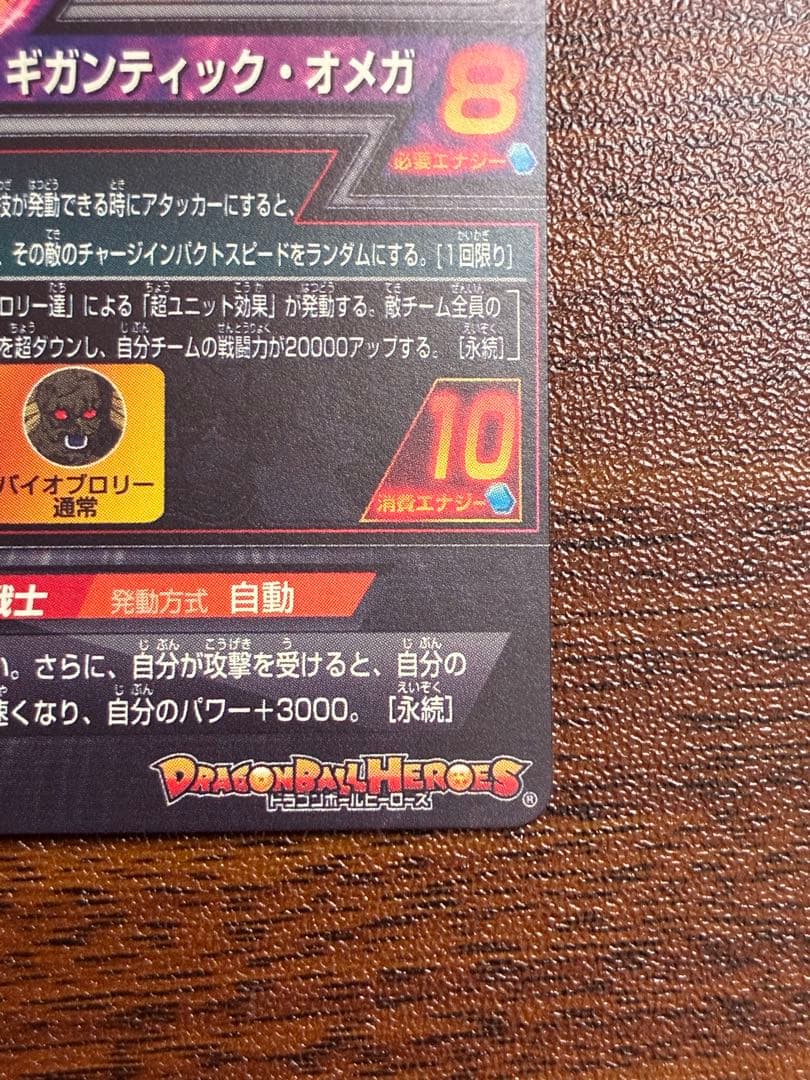 ギガンティック・オメガ
8
必要エナジー
技が発動できる時にアタッカーにすると、
、その敵のチャージインパクトスピードをランダムにする。[1回限り]
ロリー達」による「超ユニット効果」が発動する。敵チーム全員の
を超ダウンし、自分チームの戦闘力が20000アップする。[永続]
バイオブロリー
通常
10
消費エナジー
戦士
発動方式 自動
い。さらに、自分が攻撃を受けると、自分の
速くなり、自分のパワー+3000。[永続]
DRAGONBALL HEROES
ドラゴンボールヒーローズ
®